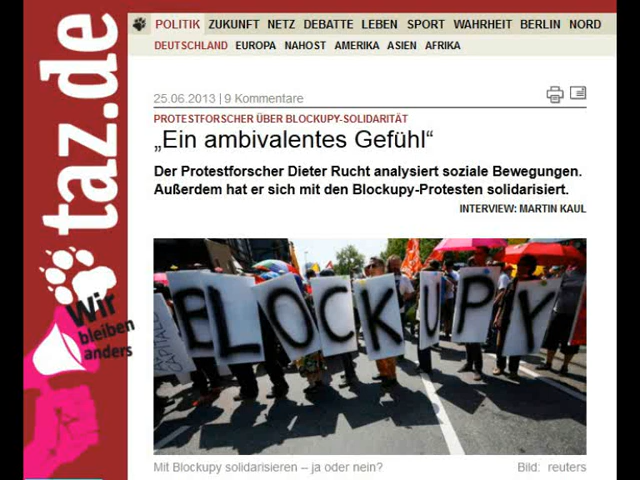 taz.de
Wir
bleiben
anders
POLITIK ZUKUNFT NETZ DEBATTE LEBEN SPORT WAHRHEIT BERLIN NORD
DEUTSCHLAND EUROPA NAHOST AMERIKA ASIEN AFRIKA
25.06.2013 | 9 Kommentare
PROTESTFORSCHER ÜBER BLOCKUPY-SOLIDARITÄT
„Ein ambivalentes Gefühl“
Der Protestforscher Dieter Rucht analysiert soziale Bewegungen.
Außerdem hat er sich mit den Blockupy-Protesten solidarisiert.
INTERVIEW: MARTIN KAUL
BLOCKUPY
Mit Blockupy solidarisieren – ja oder nein? Bild: reuters